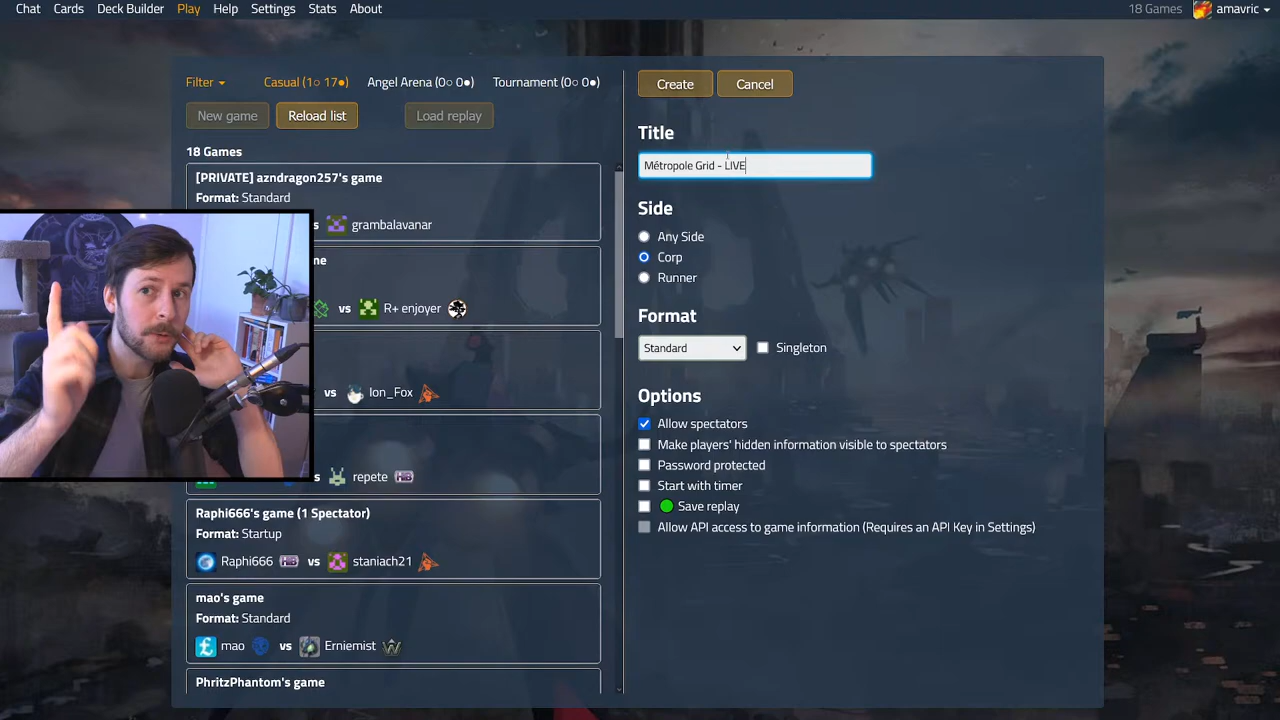 Chat Cards Deck Builder Play Help Settings Stats About
18 Games amavric
Filter Casual (1○ 17●) Angel Arena (0○ 0●) Tournament (0○ 0●)
New game Reload list Load replay
18 Games
[PRIVATE] azndragon257's game
Format: Standard
s grambalavanar
me
vs R+ enjoyer
vs Ion_Fox
s repete
Raphi666's game (1 Spectator)
Format: Startup
Raphi666 vs staniach21
mao's game
Format: Standard
mao vs Erniemist
PhritzPhantom's game
Create Cancel
Title
Métropole Grid - LIVE
Side
Any Side
Corp
Runner
Format
Standard Singleton
Options
Allow spectators
Make players' hidden information visible to spectators
Password protected
Start with timer
Save replay
Allow API access to game information (Requires an API Key in Settings)